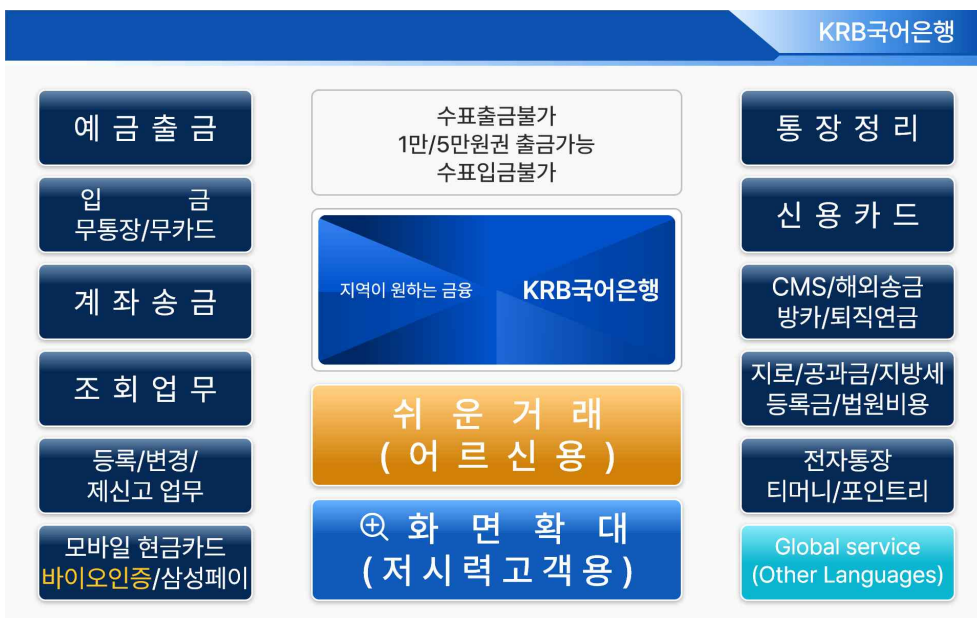 KRB국어은행
예 금 출 금
입 금
무통장/무카드
계 좌 송 금
조 회 업 무
등록/변경/
제신고 업무
모바일 현금카드
바이오인증/삼성페이
수표출금불가
1만/5만원권 출금가능
수표입금불가
지역이 원하는 금융 KRB국어은행
쉬 운 거 래
( 어 르 신 용 )
화 면 확 대
( 저 시 력 고 객 용 )
통 장 정 리
신 용 카 드
CMS/해외송금
방카/퇴직연금
지로/공과금/지방세
등록금/법원비용
전자통장
티머니/포인트리
Global service
(Other Languages)